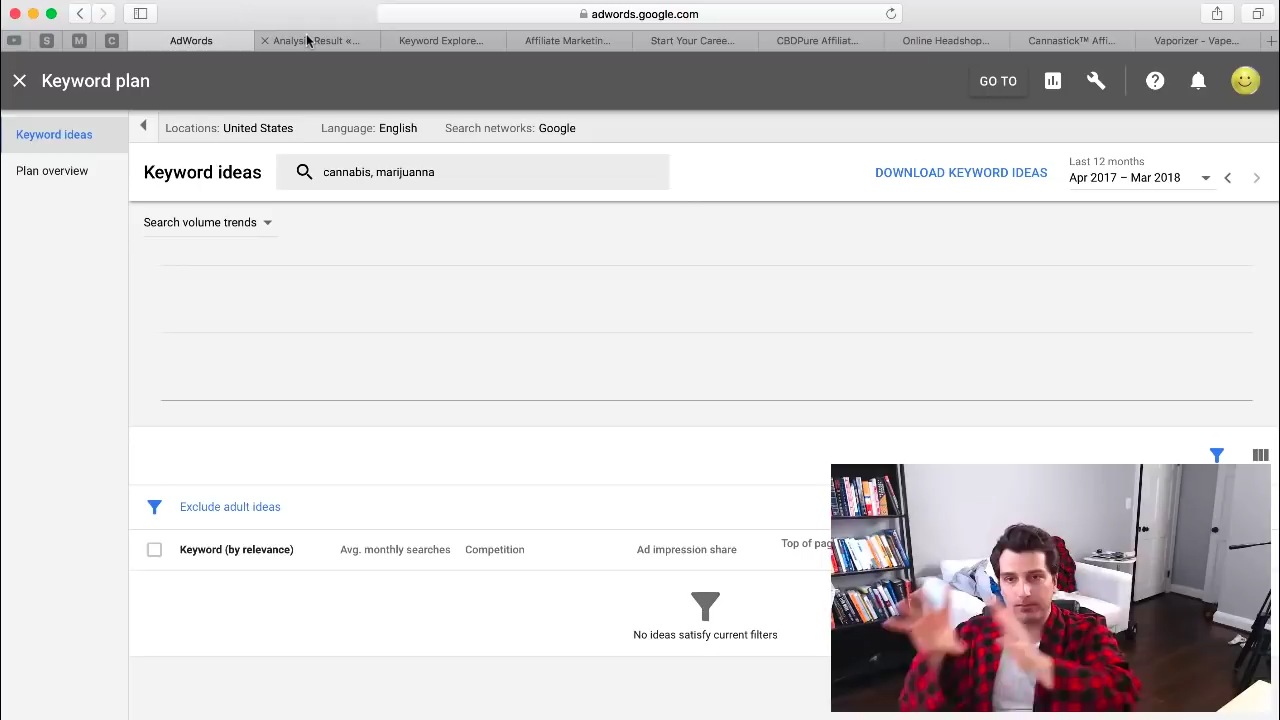 adwords.google.com
S
M
C
AdWords
Analysis Result «...
Keyword Explore...
Affiliate Marketin...
Start Your Caree...
CBDPure Affiliat...
Online Headshop...
Cannastick™ Affi...
Vaporizer - Vape...
Keyword plan
GO TO
Keyword ideas
Plan overview
Locations: United States
Language: English
Search networks: Google
Keyword ideas
cannabis, marijuanna
DOWNLOAD KEYWORD IDEAS
Last 12 months
Apr 2017 – Mar 2018
Search volume trends
Exclude adult ideas
Keyword (by relevance)
Avg. monthly searches
Competition
Ad impression share
Top of pag
No ideas satisfy current filters